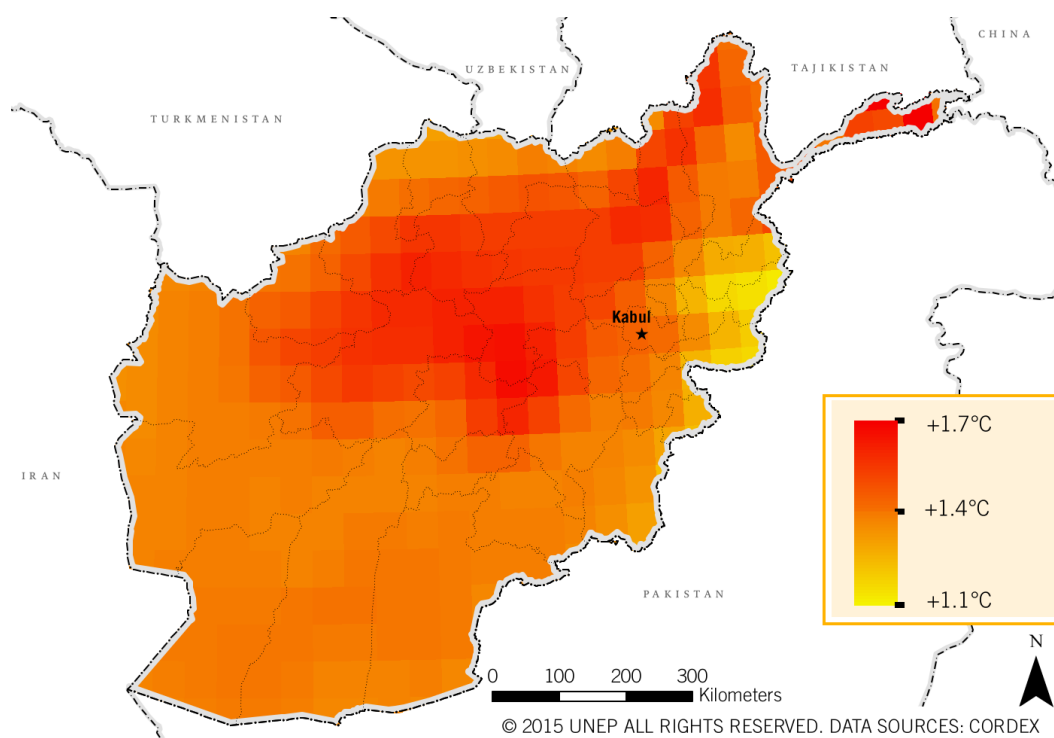 CHINA
UZBEKISTAN
TAJIKISTAN
TURKMENISTAN
Kabul
+1.7°C
IRAN
+1.4°C
PAKISTAN
+1.1°C
N
0 100 200 300
Kilometers
© 2015 UNEP ALL RIGHTS RESERVED. DATA SOURCES: CORDEX